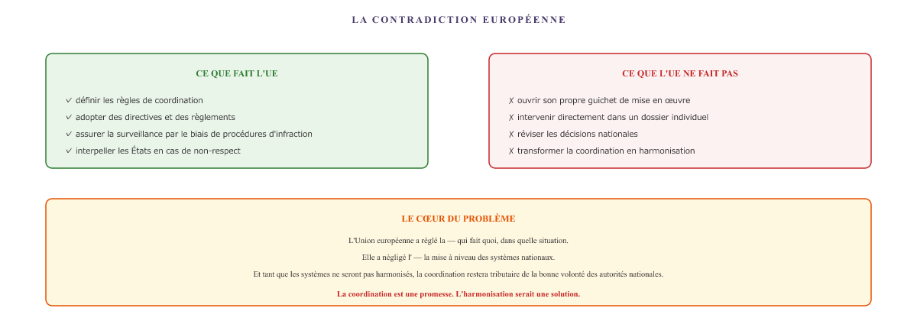 LA CONTRADICTION EUROPÉENNE
CE QUE FAIT L'UE
✓ définir les règles de coordination
✓ adopter des directives et des règlements
✓ assurer la surveillance par le biais de procédures d'infraction
✓ interpeller les États en cas de non-respect
CE QUE L'UE NE FAIT PAS
✗ ouvrir son propre guichet de mise en œuvre
✗ intervenir directement dans un dossier individuel
✗ réviser les décisions nationales
✗ transformer la coordination en harmonisation
LE CŒUR DU PROBLÈME
L'Union européenne a réglé la — qui fait quoi, dans quelle situation.
Elle a négligé l' — la mise à niveau des systèmes nationaux.
Et tant que les systèmes ne seront pas harmonisés, la coordination restera tributaire de la bonne volonté des autorités nationales.
La coordination est une promesse. L'harmonisation serait une solution.